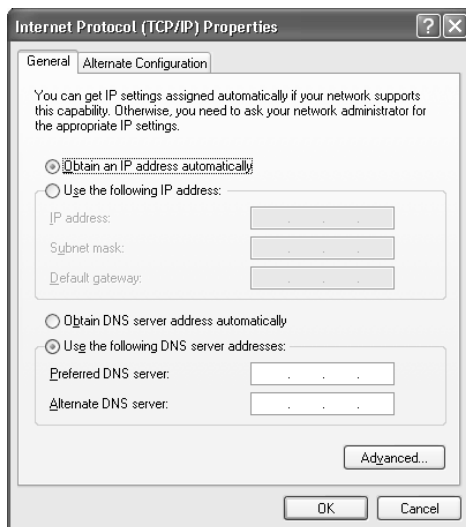 Internet Protocol (TCP/IP) Properties
General
Alternate Configuration
You can get IP settings assigned automatically if your network supports
this capability. Otherwise, you need to ask your network administrator for
the appropriate IP settings.
Obtain an IP address automatically
Use the following IP address:
IP address:
Subnet mask:
Default gateway:
Obtain DNS server address automatically
Use the following DNS server addresses:
Preferred DNS server:
Alternate DNS server:
Advanced...
OK
Cancel